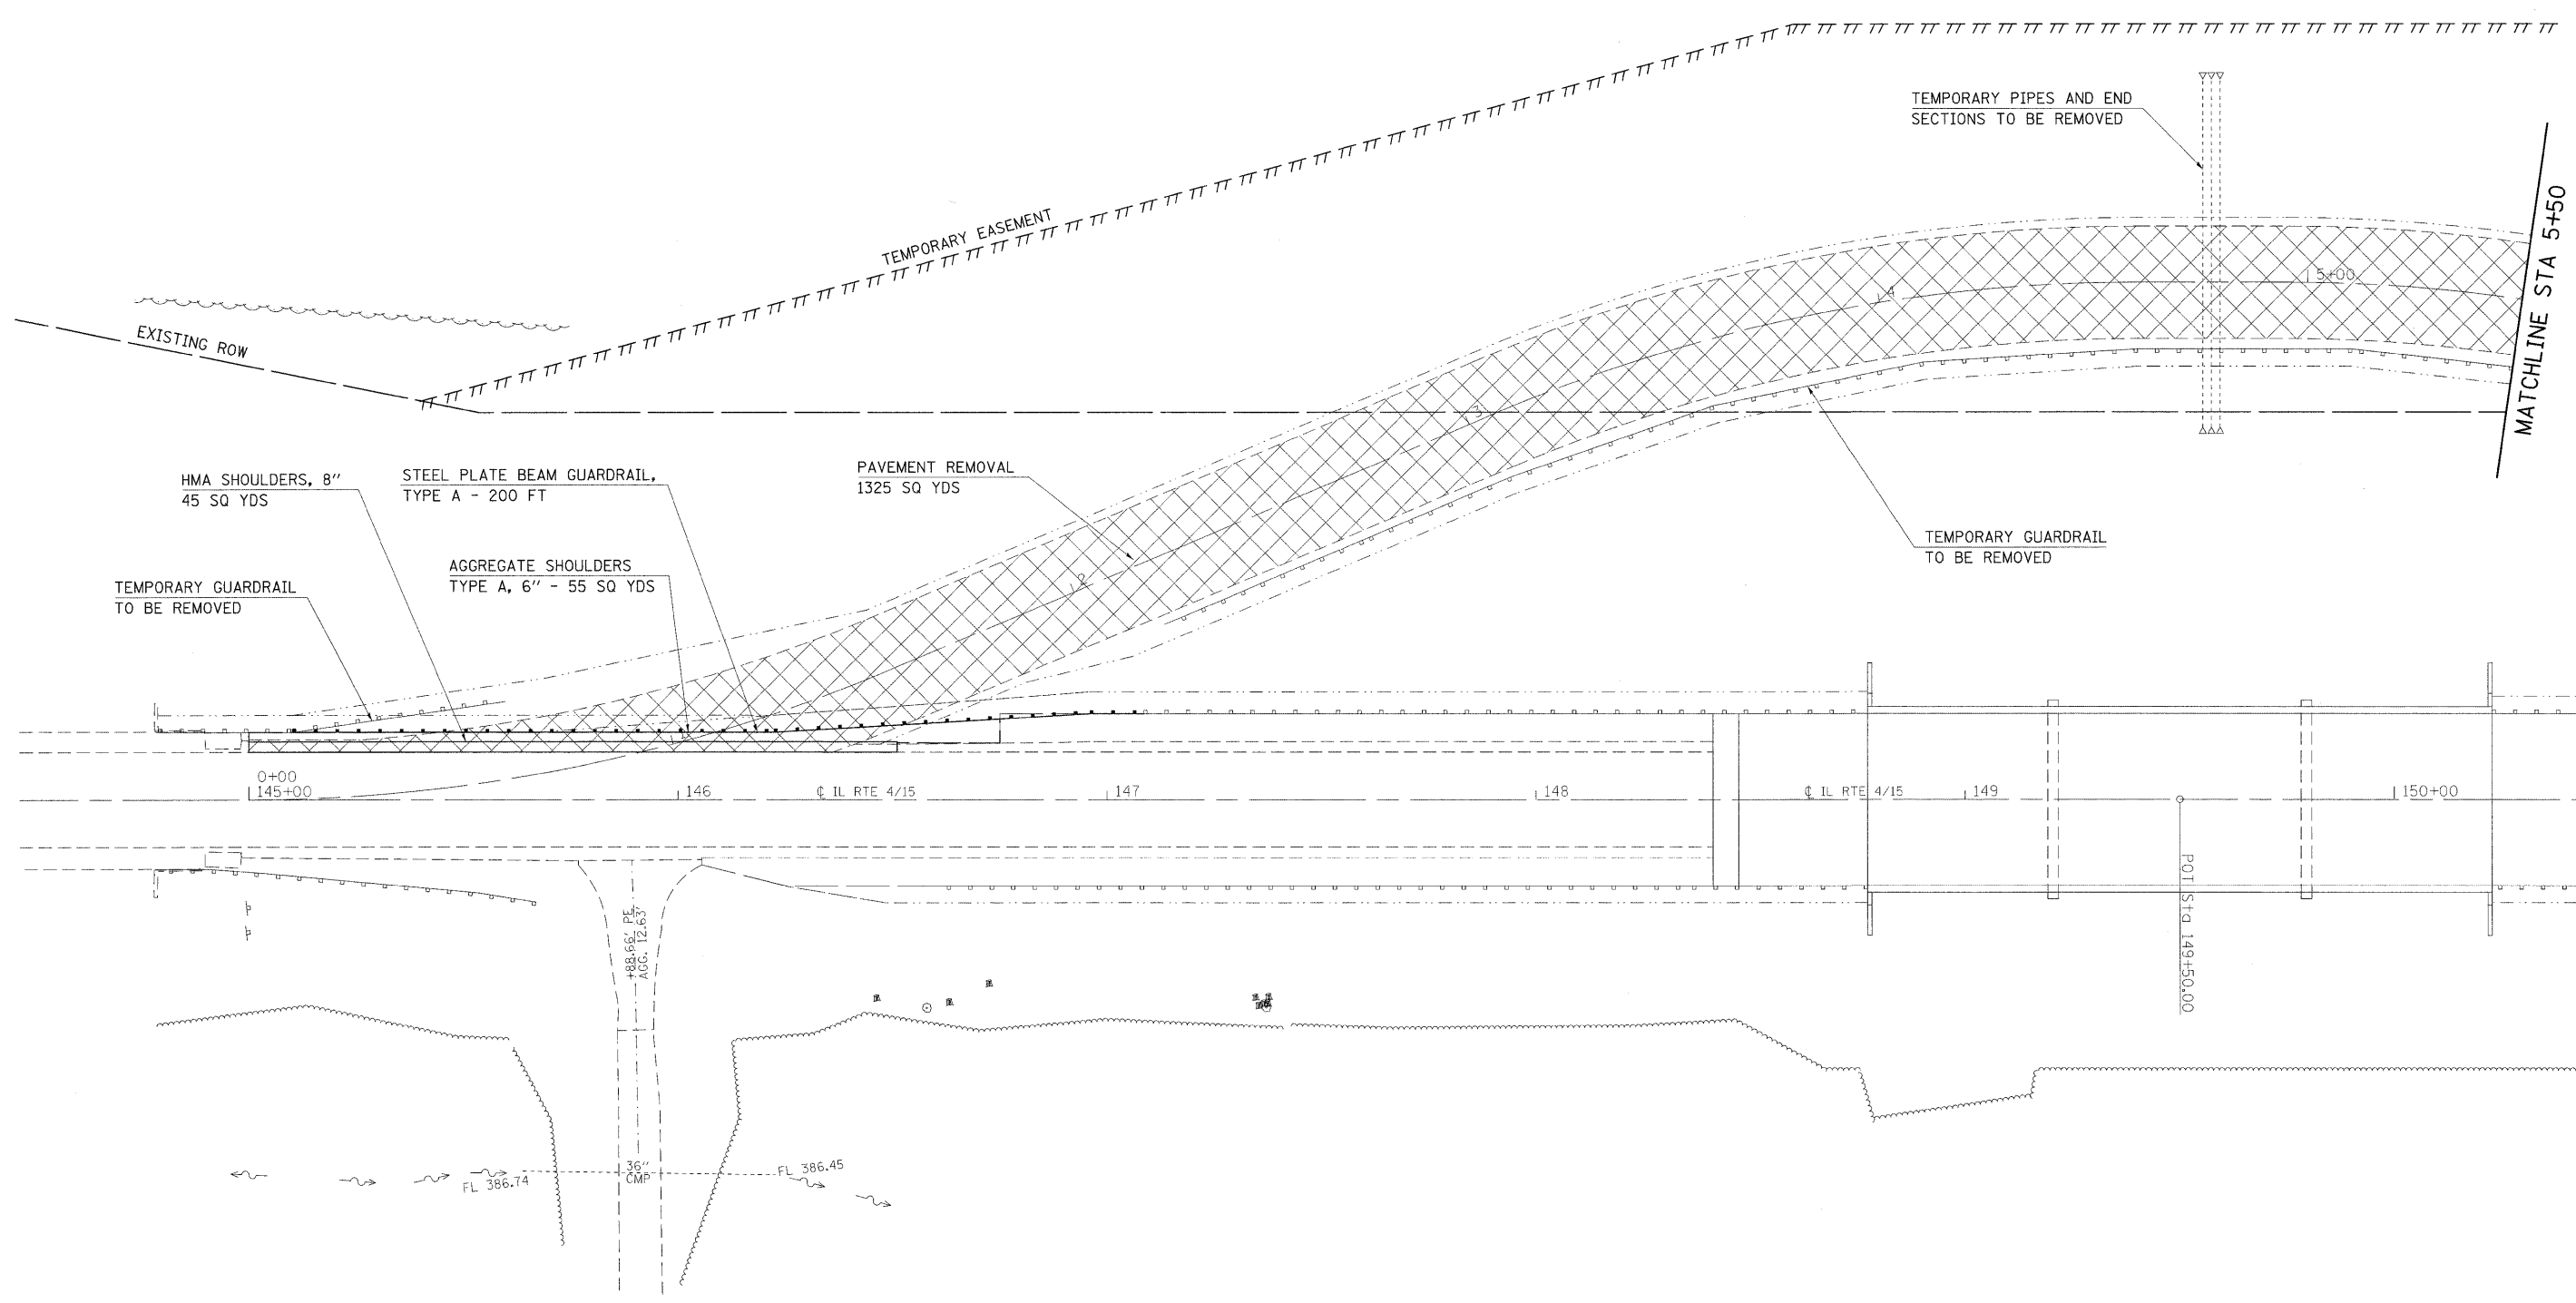 TEMPORARY PIPES AND END
SECTIONS TO BE REMOVED
MATCHLINE STA 5+50
TEMPORARY EASEMENT
EXISTING ROW
5+00
4
3
2
1
HMA SHOULDERS, 8"
45 SQ YDS
STEEL PLATE BEAM GUARDRAIL,
TYPE A - 200 FT
PAVEMENT REMOVAL
1325 SQ YDS
AGGREGATE SHOULDERS
TYPE A, 6" - 55 SQ YDS
TEMPORARY GUARDRAIL
TO BE REMOVED
TEMPORARY GUARDRAIL
TO BE REMOVED
0+00
145+00
146
℄ IL RTE 4/15
147
148
℄ IL RTE 4/15
149
150+00
POT Sta 149+50.00
+88.66' PE
AGG. 12.63'
36"
CMP
FL 386.74
FL 386.45